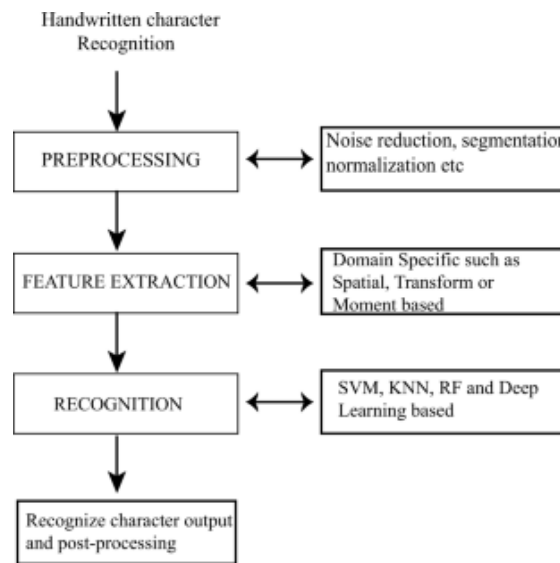 Handwritten character
Recognition
PREPROCESSING
Noise reduction, segmentation
normalization etc
FEATURE EXTRACTION
Domain Specific such as
Spatial, Transform or
Moment based
RECOGNITION
SVM, KNN, RF and Deep
Learning based
Recognize character output
and post-processing